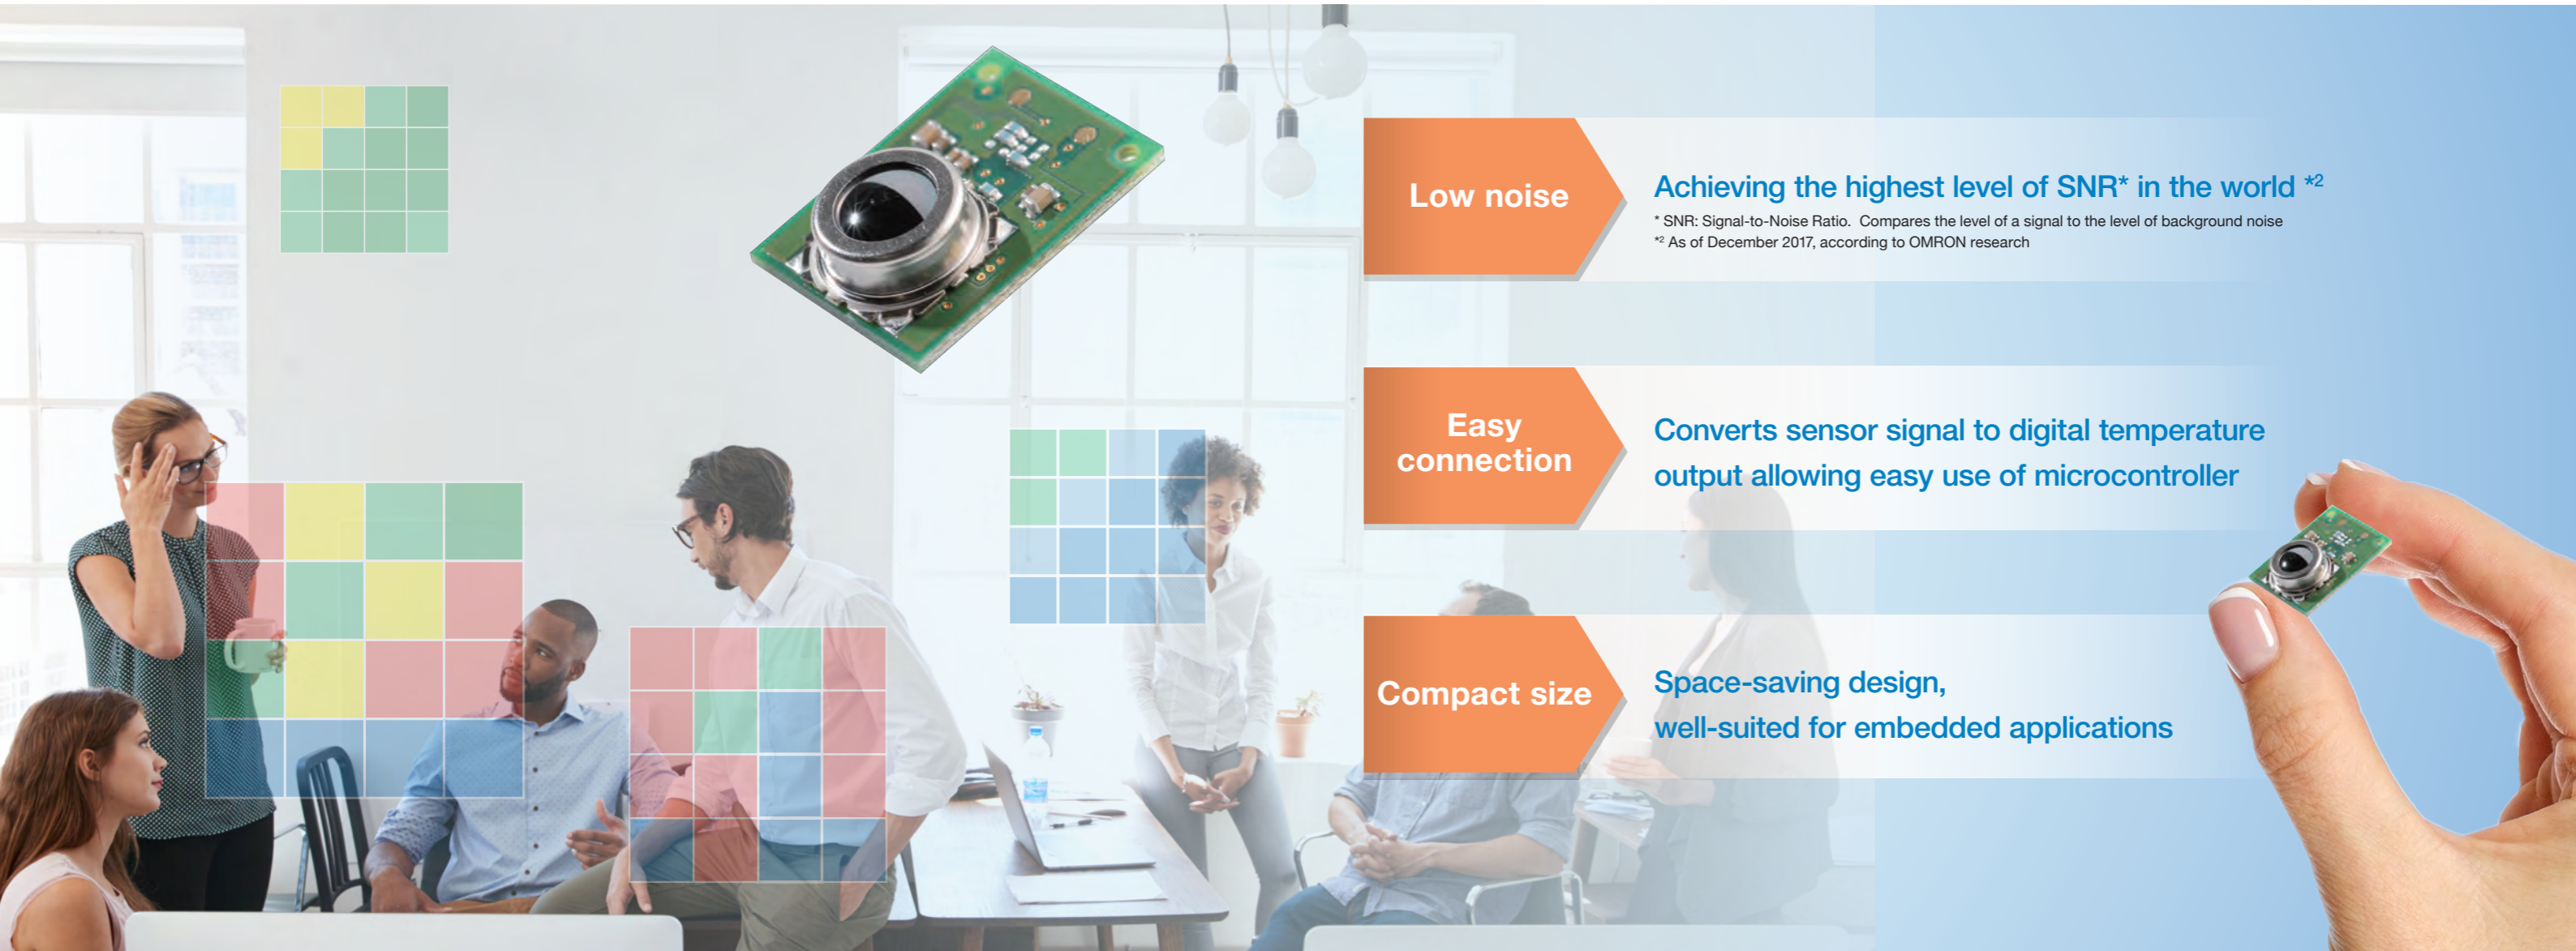 Low noise
Achieving the highest level of SNR* in the world *2
* SNR: Signal-to-Noise Ratio. Compares the level of a signal to the level of background noise
*2 As of December 2017, according to OMRON research
Easy
connection
Converts sensor signal to digital temperature
output allowing easy use of microcontroller
Compact size
Space-saving design,
well-suited for embedded applications